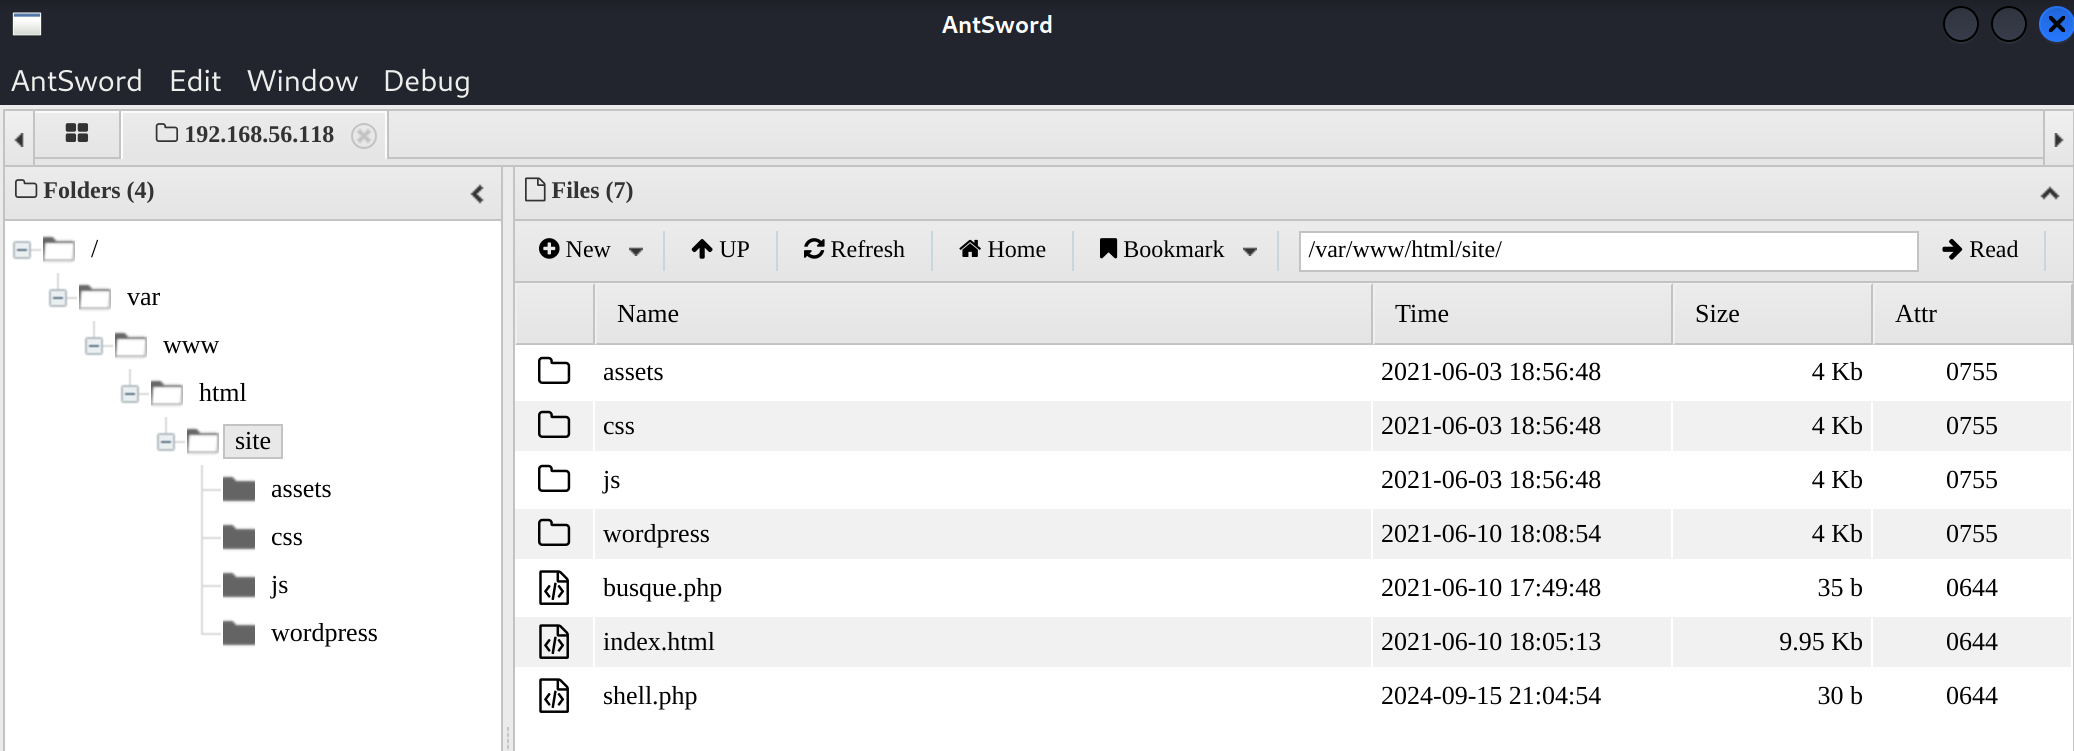 AntSword
AntSword Edit Window Debug
192.168.56.118
Folders (4)
/
var
www
html
site
assets
css
js
wordpress
Files (7)
New UP Refresh Home Bookmark /var/www/html/site/ Read
Name Time Size Attr
assets 2021-06-03 18:56:48 4 Kb 0755
css 2021-06-03 18:56:48 4 Kb 0755
js 2021-06-03 18:56:48 4 Kb 0755
wordpress 2021-06-10 18:08:54 4 Kb 0755
busque.php 2021-06-10 17:49:48 35 b 0644
index.html 2021-06-10 18:05:13 9.95 Kb 0644
shell.php 2024-09-15 21:04:54 30 b 0644